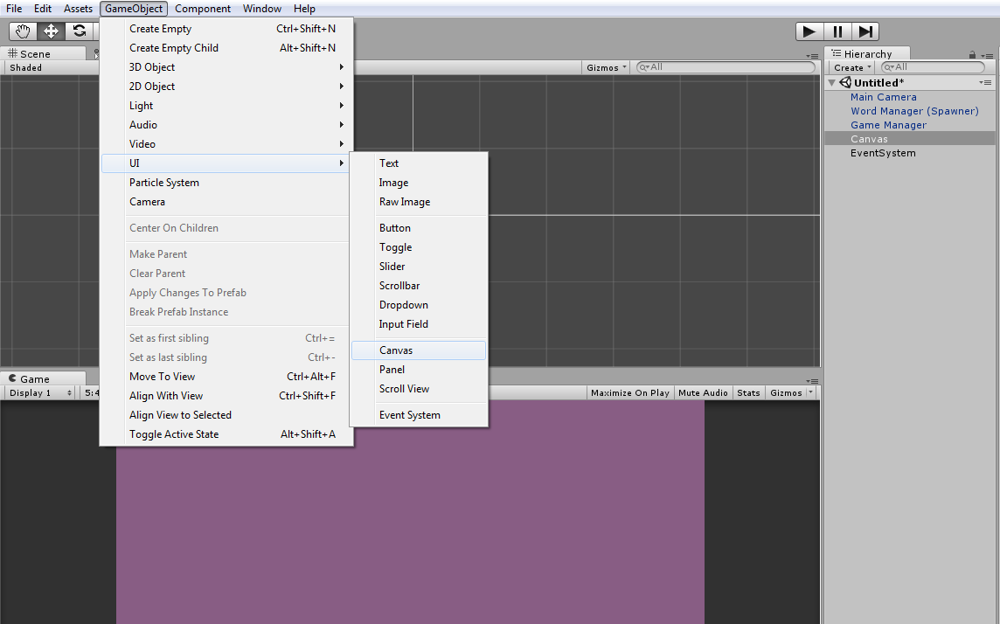 File Edit Assets GameObject Component Window Help
Scene
Shaded
Gizmos All
Create Empty Ctrl+Shift+N
Create Empty Child Alt+Shift+N
3D Object
2D Object
Light
Audio
Video
UI
Particle System
Camera
Center On Children
Make Parent
Clear Parent
Apply Changes To Prefab
Break Prefab Instance
Set as first sibling Ctrl+=
Set as last sibling Ctrl+-
Move To View Ctrl+Alt+F
Align With View Ctrl+Shift+F
Align View to Selected
Toggle Active State Alt+Shift+A
Text
Image
Raw Image
Button
Toggle
Slider
Scrollbar
Dropdown
Input Field
Canvas
Panel
Scroll View
Event System
Hierarchy
Create All
Untitled*
Main Camera
Word Manager (Spawner)
Game Manager
Canvas
EventSystem
Game
Display 1 5:4 Maximize On Play Mute Audio Stats Gizmos